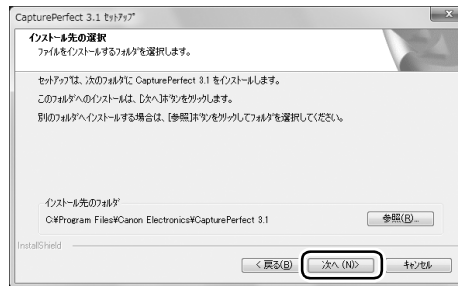 CapturePerfect 3.1 ｾｯﾄｱｯﾌﾟ
インストール先の選択
ファイルをインストールするフォルダを選択します。
セットアップは、次のフォルダに CapturePerfect 3.1 をインストールします。
このフォルダへのインストールは、[次へ]ボタンをクリックします。
別のフォルダへインストールする場合は、[参照]ボタンをクリックしてフォルダを選択してください。
インストール先のフォルダ
C:¥Program Files¥Canon Electronics¥CapturePerfect 3.1
参照(R)...
InstallShield
< 戻る(B)
次へ (N)>
キャンセル